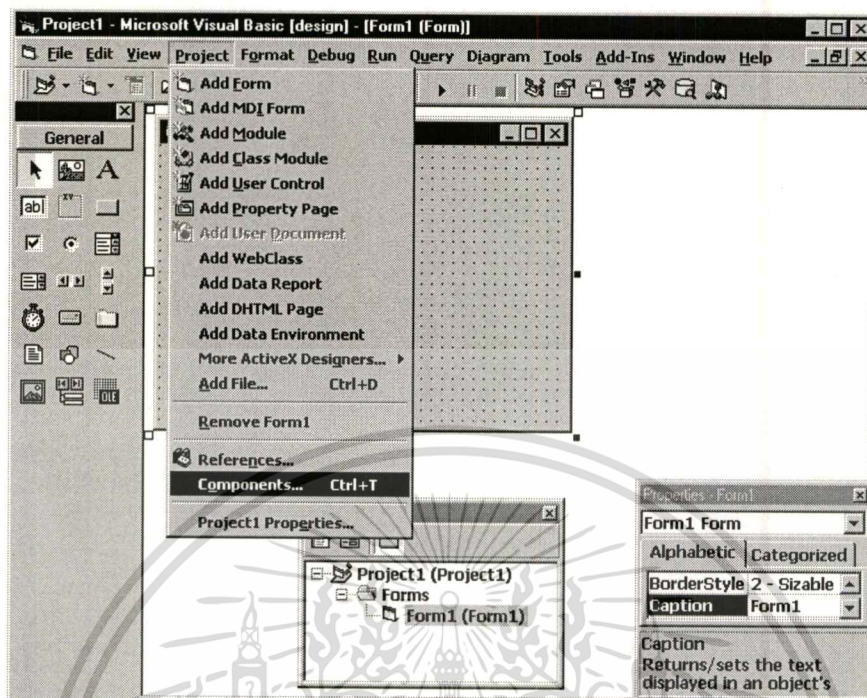 Project1 - Microsoft Visual Basic [design] - [Form1 (Form)]
File Edit View Project Format Debug Run Query Diagram Tools Add-Ins Window Help
General
A
ab|
XY
OLE
Add Form
Add MDI Form
Add Module
Add Class Module
Add User Control
Add Property Page
Add User Document
Add WebClass
Add Data Report
Add DHTML Page
Add Data Environment
More ActiveX Designers...
Add File... Ctrl+D
Remove Form1
References...
Components... Ctrl+T
Project1 Properties...
Project1 (Project1)
Forms
Form1 (Form1)
Properties - Form1
Form1 Form
Alphabetic Categorized
BorderStyle 2 - Sizable
Caption Form1
Caption
Returns/sets the text
displayed in an object's